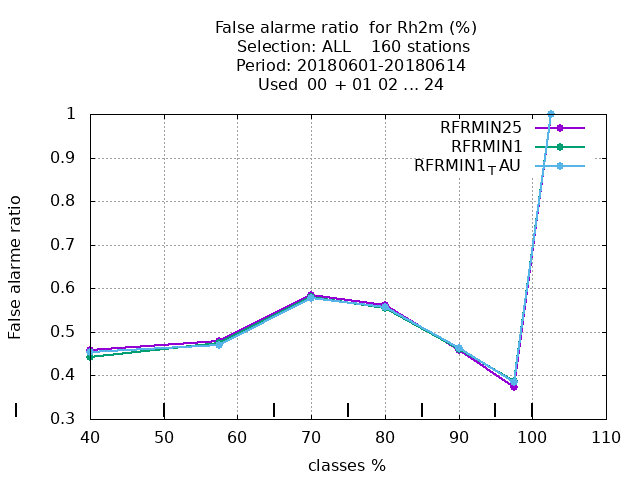 False alarme ratio  for Rh2m (%)
Selection: ALL    160 stations
Period: 20180601-20180614
Used  00  + 01 02 ... 24
1
0.9
0.8
0.7
0.6
0.5
0.4
0.3
False alarme ratio
RFRMIN25
RFRMIN1
RFRMIN1TAU
40 50 60 70 80 90 100 110
classes %